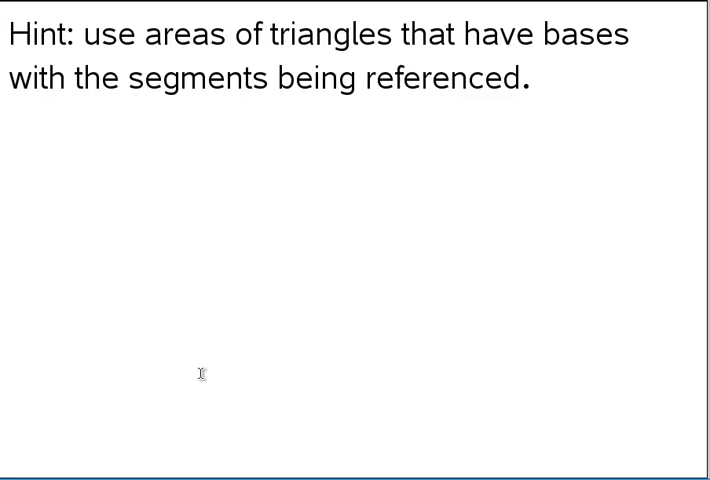 Hint: use areas of triangles that have bases
with the segments being referenced.